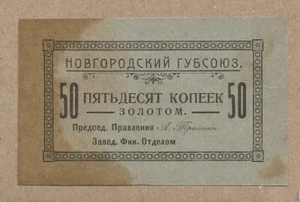 НОВГОРОДСКИЙ ГУБСОЮЗ.
50 ПЯТЬДЕСЯТ КОПЕЕК 50
ЗОЛОТОМ.
Председ. Правления А.
Завед. Фин. Отделом